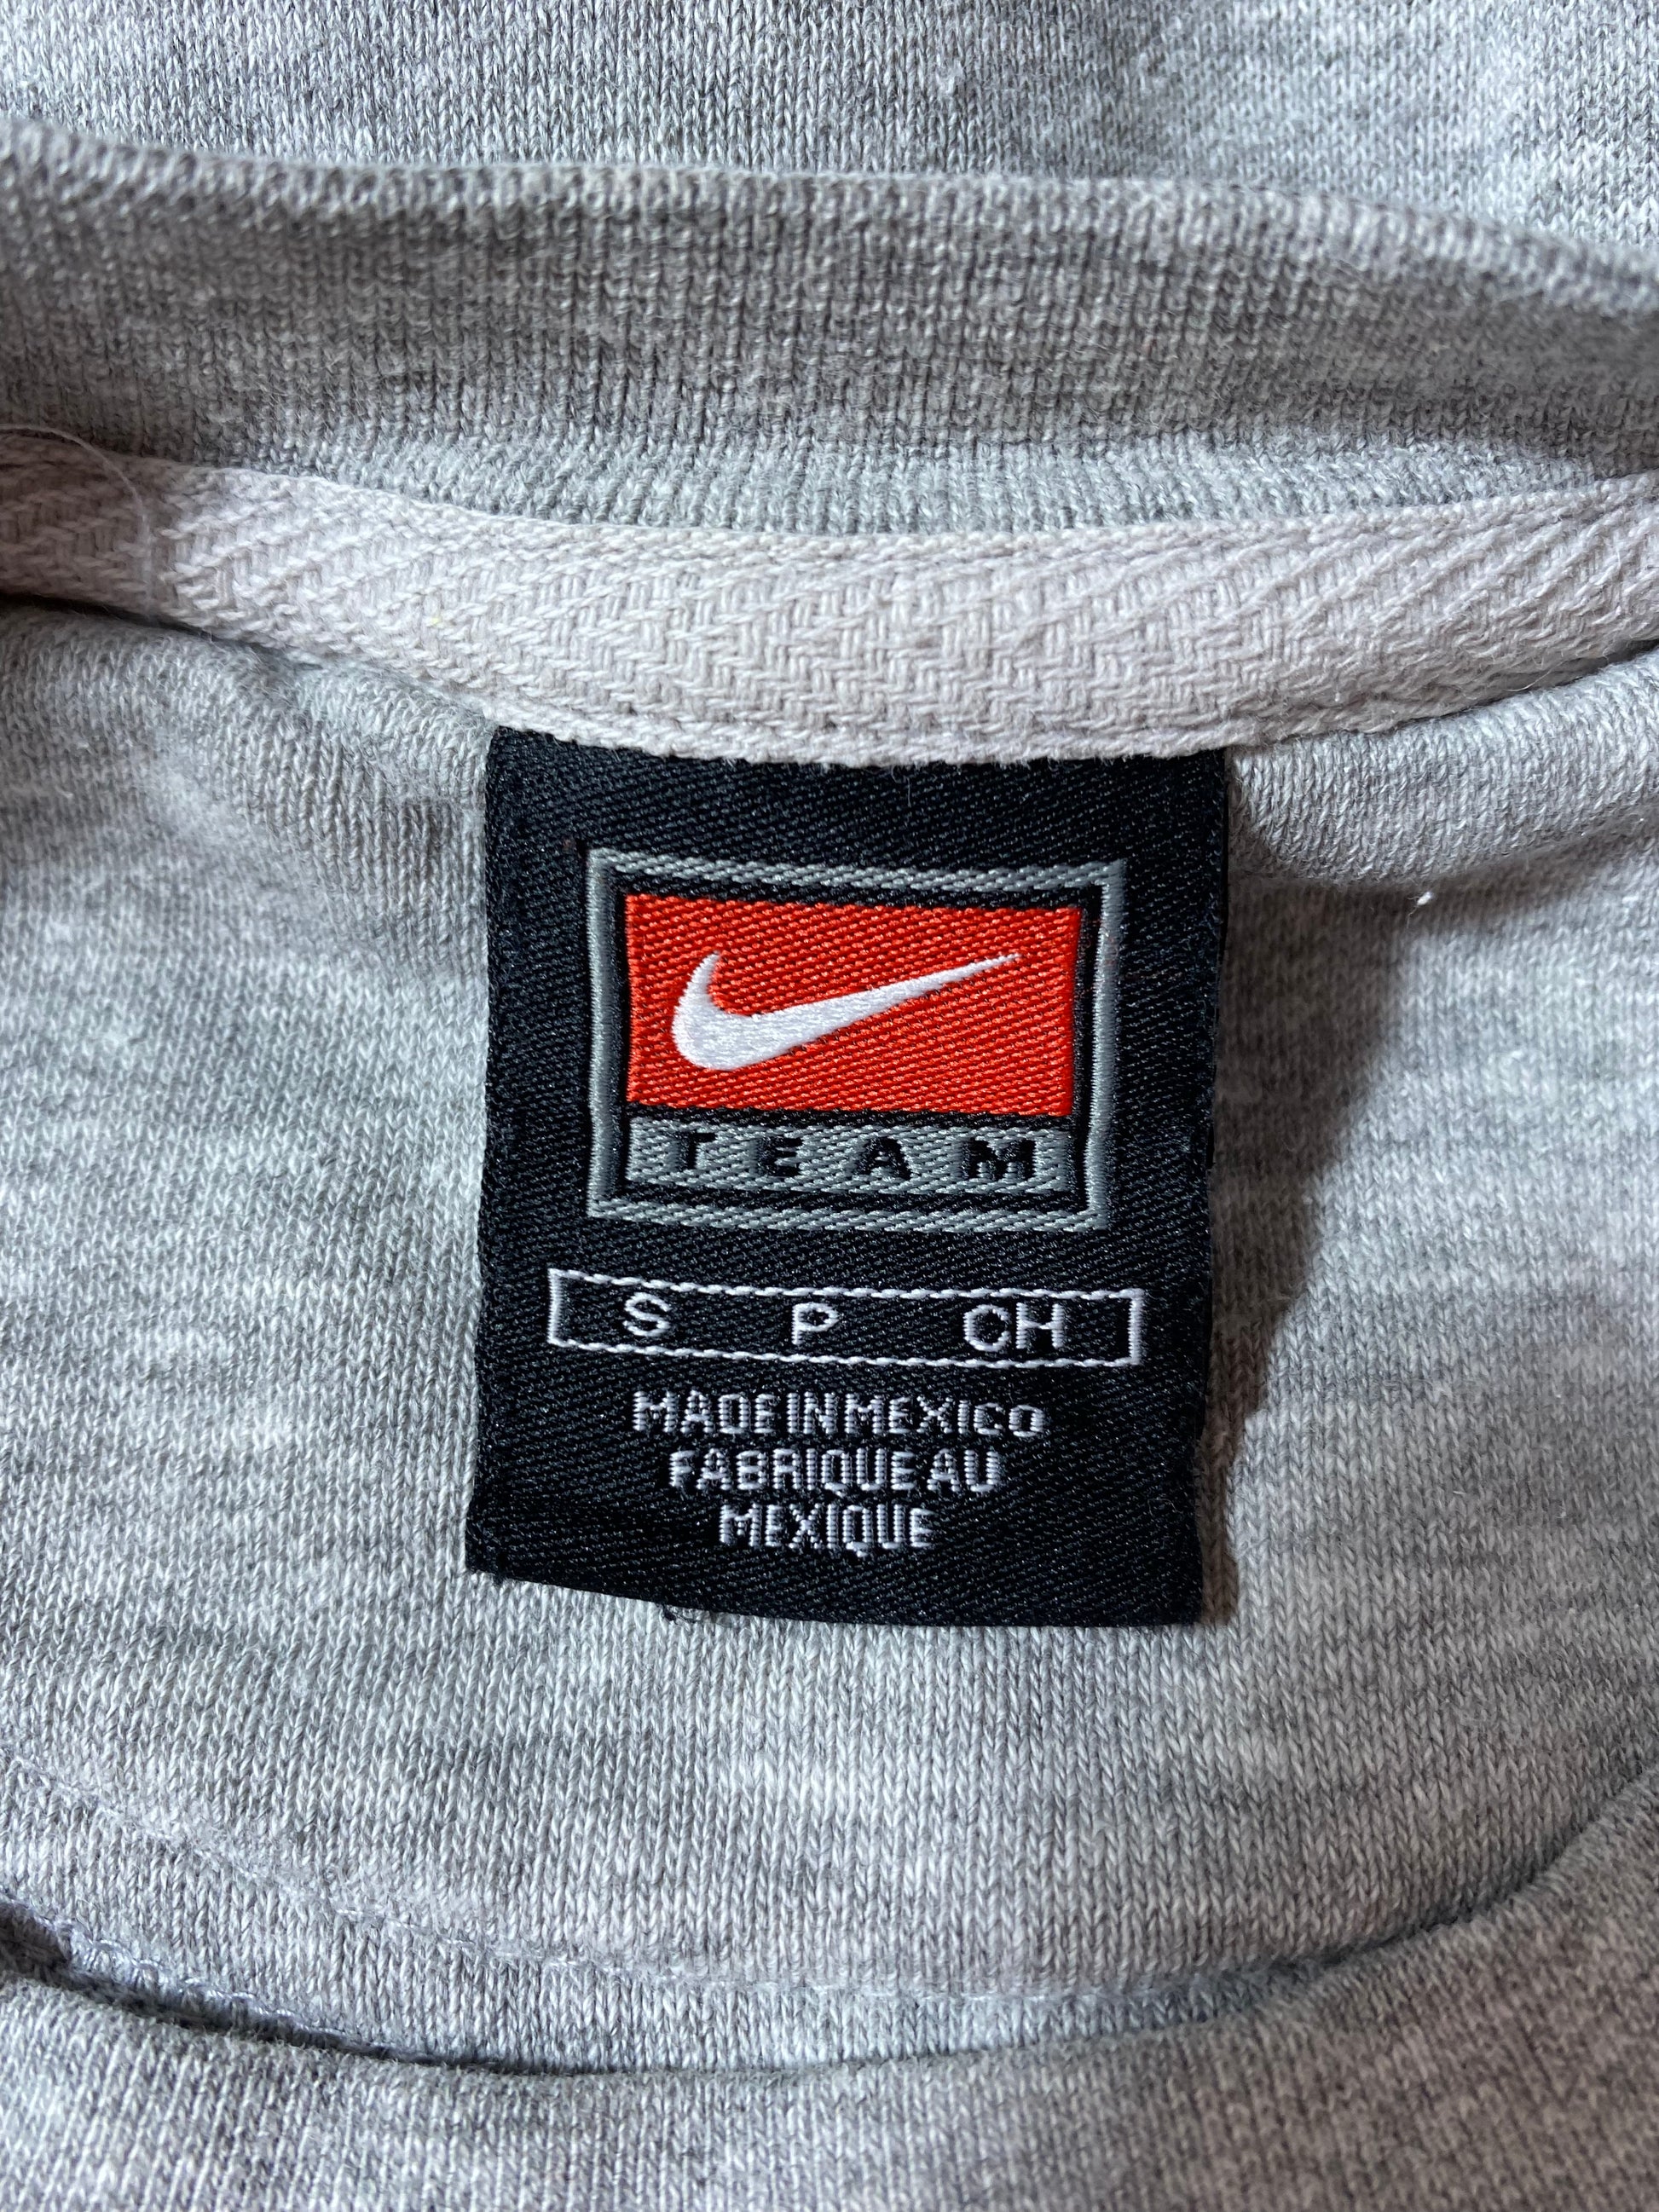 TEAM
S P CH
MADE IN MEXICO
FABRIQUE AU
MEXIQUE